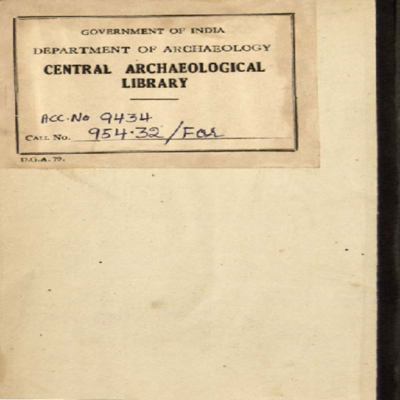 GOVERNMENT OF INDIA
DEPARTMENT OF ARCHAEOLOGY
CENTRAL ARCHAEOLOGICAL
LIBRARY
ACC. No 9434
CALL No. 954.32/Far
D.G.A. 79.